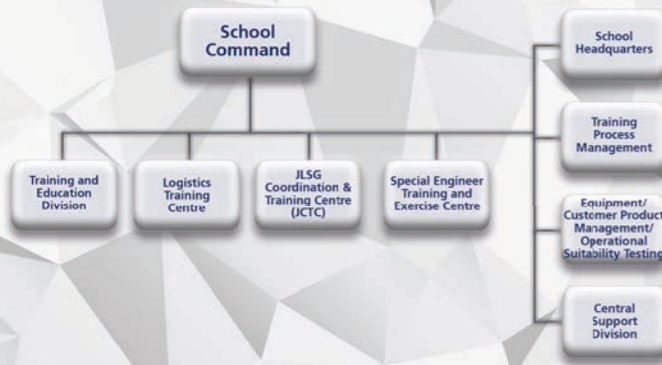 School
Command
School
Headquarters
Training
Process
Management
Training and
Education
Division
Logistics
Training
Centre
JLSG
Coordination &
Training Centre
(JCTC)
Special Engineer
Training and
Exercise Centre
Equipment/
Customer Product
Management/
Operational
Suitability Testing
Central
Support
Division